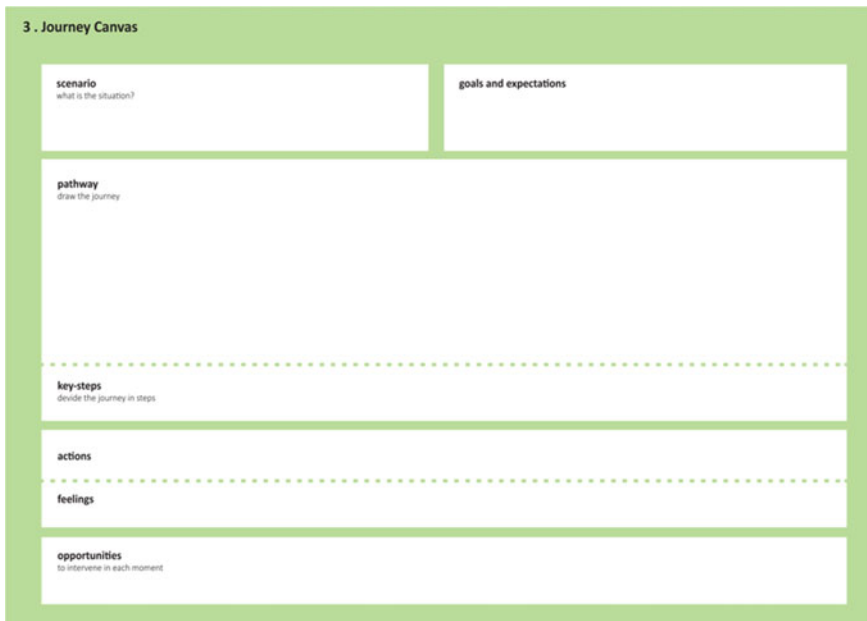 3 . Journey Canvas
scenario
what is the situation?
goals and expectations
pathway
draw the journey
key-steps
devide the journey in steps
actions
feelings
opportunities
to intervene in each moment